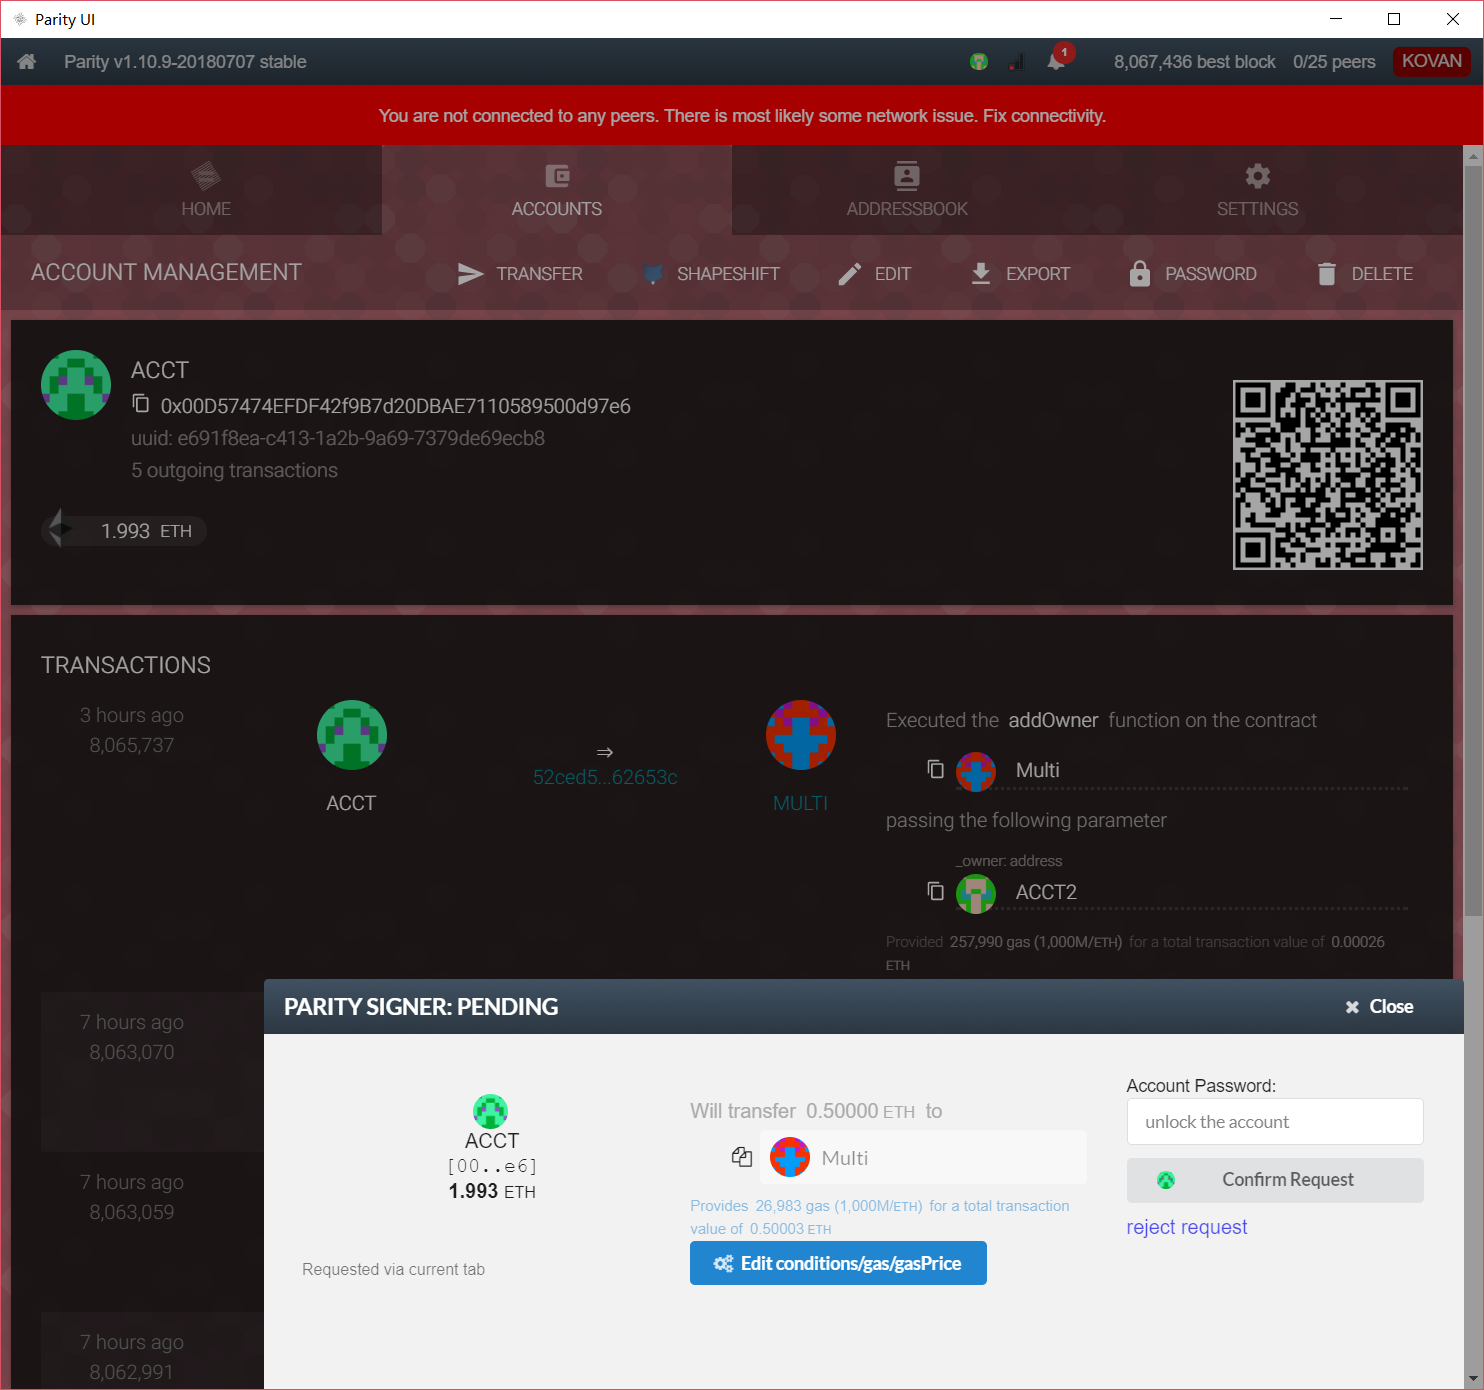 Parity UI
Parity v1.10.9-20180707 stable
1
8,067,436 best block 0/25 peers KOVAN
You are not connected to any peers. There is most likely some network issue. Fix connectivity.
HOME ACCOUNTS ADDRESSBOOK SETTINGS
ACCOUNT MANAGEMENT TRANSFER SHAPESHIFT EDIT EXPORT PASSWORD DELETE
ACCT
0x00D57474EFDF42f9B7d20DBAE7110589500d97e6
uuid: e691f8ea-c413-1a2b-9a69-7379de69ecb8
5 outgoing transactions
1.993 ETH
TRANSACTIONS
3 hours ago
8,065,737
ACCT
⇒
52ced5...62653c
MULTI
Executed the addOwner function on the contract
Multi
passing the following parameter
_owner: address
ACCT2
Provided 257,990 gas (1,000M/ETH) for a total transaction value of 0.00026
ETH
7 hours ago
8,063,070
7 hours ago
8,063,059
7 hours ago
8,062,991
PARITY SIGNER: PENDING
Close
ACCT
[00..e6]
1.993 ETH
Requested via current tab
Will transfer 0.50000 ETH to
Multi
Provides 26,983 gas (1,000M/ETH) for a total transaction
value of 0.50003 ETH
Edit conditions/gas/gasPrice
Account Password:
unlock the account
Confirm Request
reject request